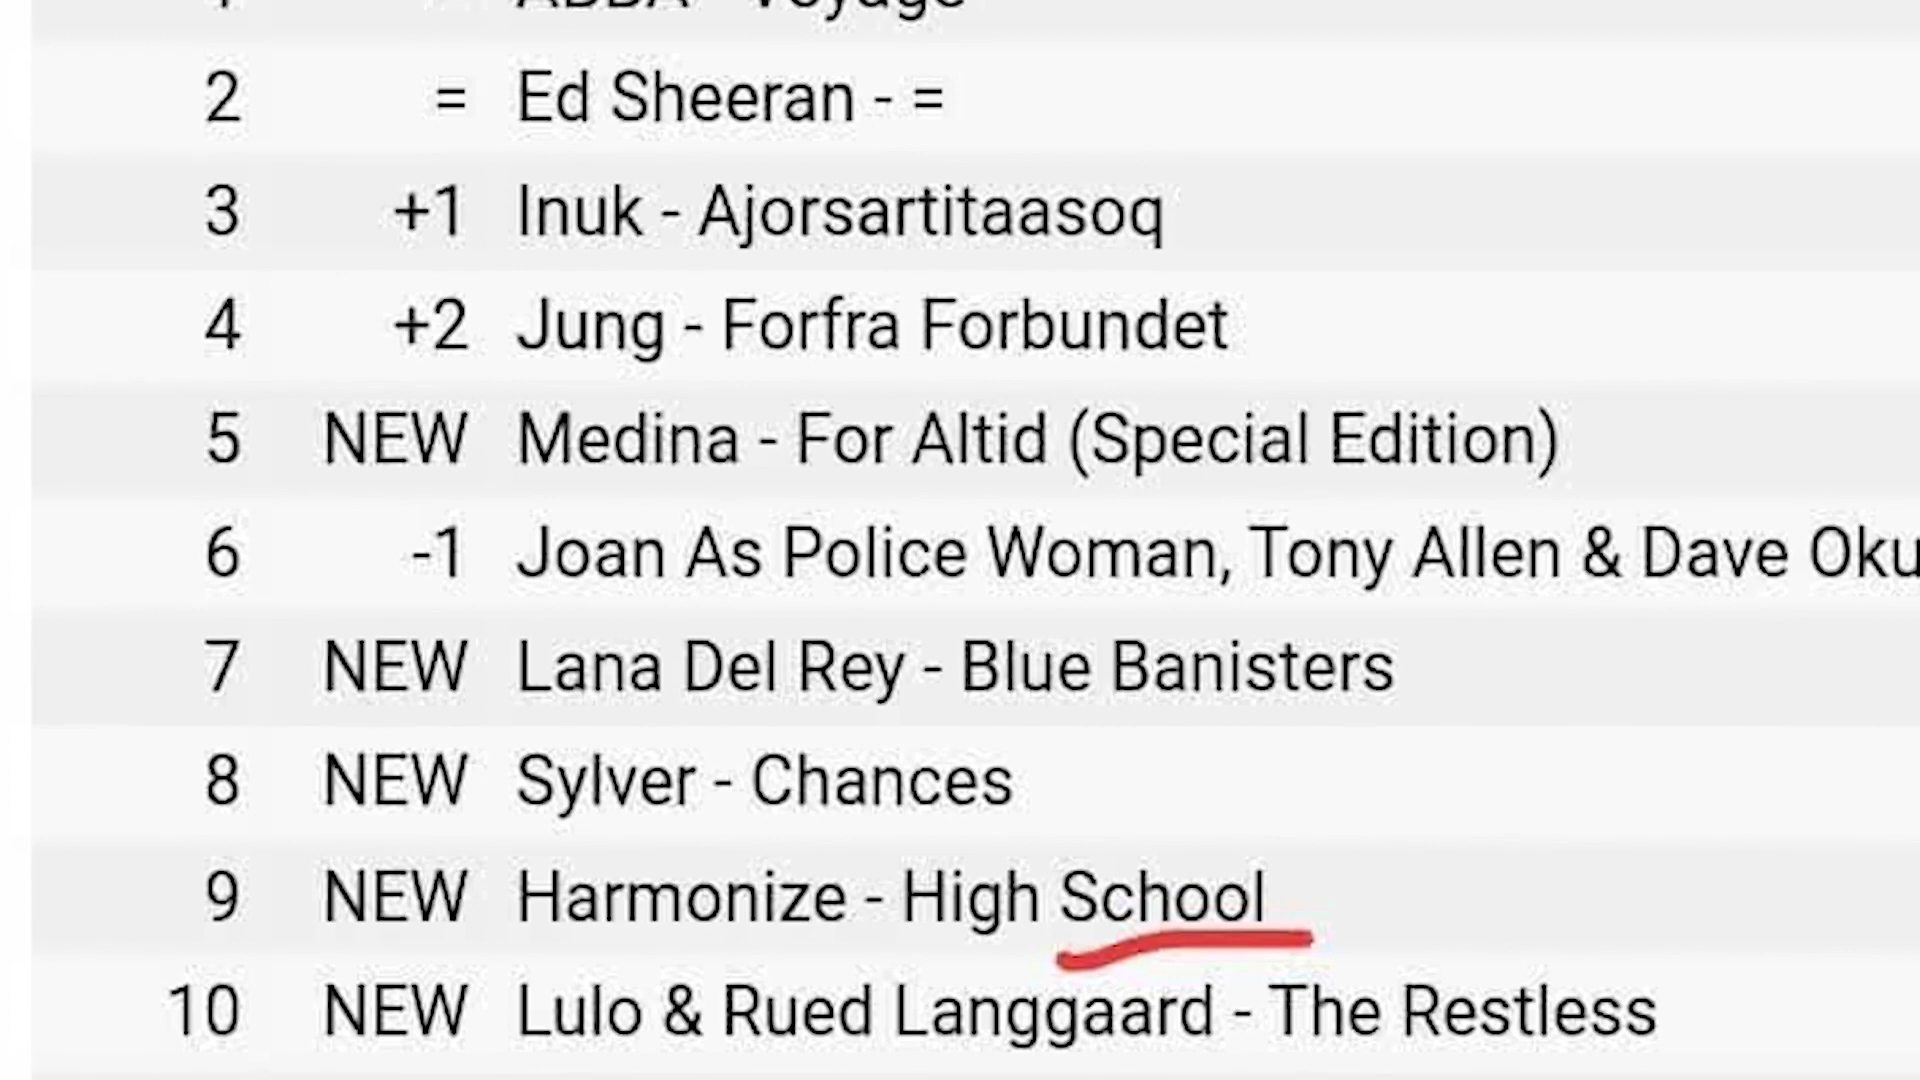 ABBA - Voyage
2 = Ed Sheeran - =
3 +1 Inuk - Ajorsartitaasoq
4 +2 Jung - Forfra Forbundet
5 NEW Medina - For Altid (Special Edition)
6 -1 Joan As Police Woman, Tony Allen & Dave Oku
7 NEW Lana Del Rey - Blue Banisters
8 NEW Sylver - Chances
9 NEW Harmonize - High School
10 NEW Lulo & Rued Langgaard - The Restless